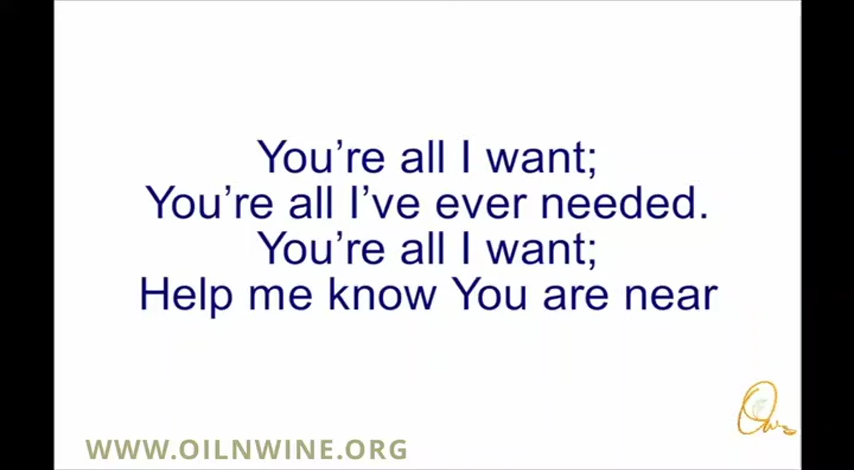 You're all I want;
You're all I've ever needed.
You're all I want;
Help me know You are near
WWW.OILNWINE.ORG